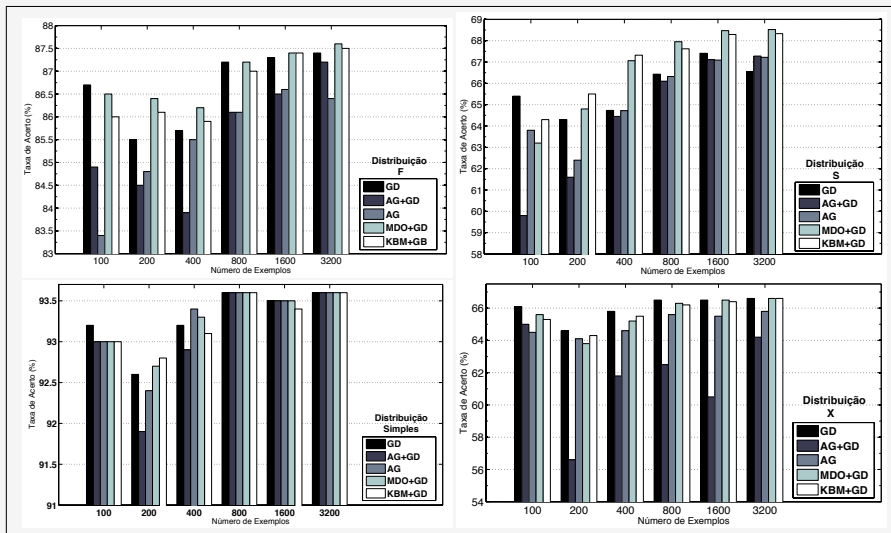 88
87.5
87
86.5
86
85.5
85
84.5
84
83.5
83
Taxa de Acerto (%)
100 200 400 800 1600 3200
Número de Exemplos
Distribuição
F
GD
AG+GD
AG
MDO+GD
KBM+GB
69
68
67
66
65
64
63
62
61
60
59
58
Taxa de Acerto (%)
100 200 400 800 1600 3200
Número de Exemplos
Distribuição
S
GD
AG+GD
AG
MDO+GD
KBM+GD
93.5
93
92.5
92
91.5
91
Taxa de Acerto (%)
100 200 400 800 1600 3200
Número de Exemplos
Distribuição
Simples
GD
AG+GD
AG
MDO+GD
KBM+GD
66
64
62
60
58
56
54
Taxa de Acerto (%)
100 200 400 800 1600 3200
Número de Exemplos
Distribuição
X
GD
AG+GD
AG
MDO+GD
KBM+GD